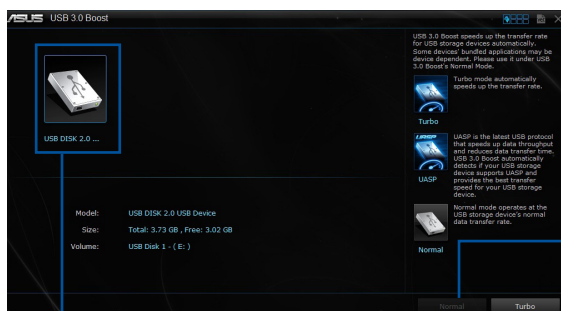 ASUS USB 3.0 Boost
USB DISK 2.0 ...
Model: USB DISK 2.0 USB Device
Size: Total: 3.73 GB , Free: 3.02 GB
Volume: USB Disk 1 - ( E: )
USB 3.0 Boost speeds up the transfer rate
for USB storage devices automatically.
Some devices' bundled applications may be
device dependent. Please use it under USB
3.0 Boost's Normal Mode.
Turbo mode automatically
speeds up the transfer rate.
Turbo
UASP is the latest USB protocol
that speeds up data throughput
and reduces data transfer time.
USB 3.0 Boost automatically
detects if your USB storage
device supports UASP and
provides the best transfer
speed for your USB storage
device.
UASP
Normal mode operates at the
USB storage device's normal
data transfer rate.
Normal
Normal Turbo